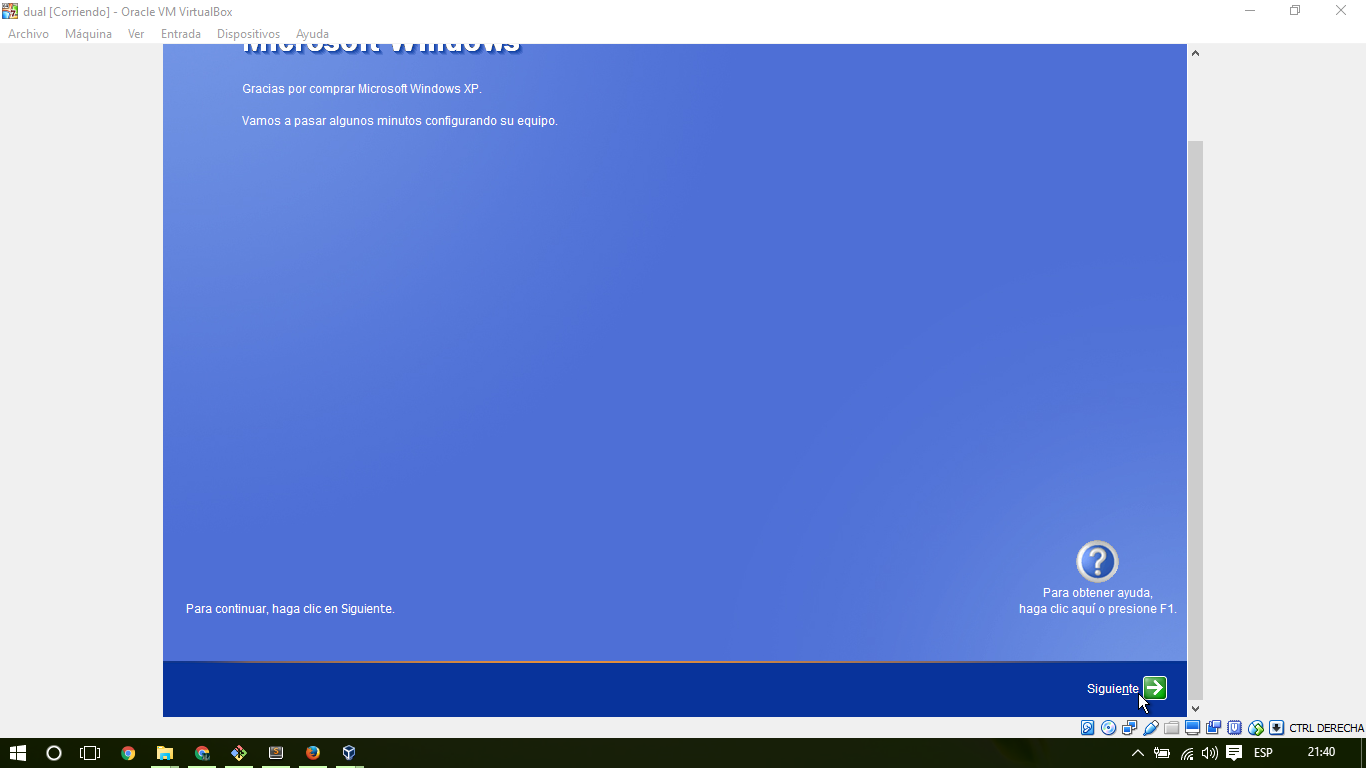 dual [Corriendo] - Oracle VM VirtualBox
Archivo Máquina Ver Entrada Dispositivos Ayuda
Microsoft Windows
Gracias por comprar Microsoft Windows XP.
Vamos a pasar algunos minutos configurando su equipo.
Para obtener ayuda,
haga clic aquí o presione F1.
Para continuar, haga clic en Siguiente.
Siguiente
CTRL DERECHA
ESP
21:40